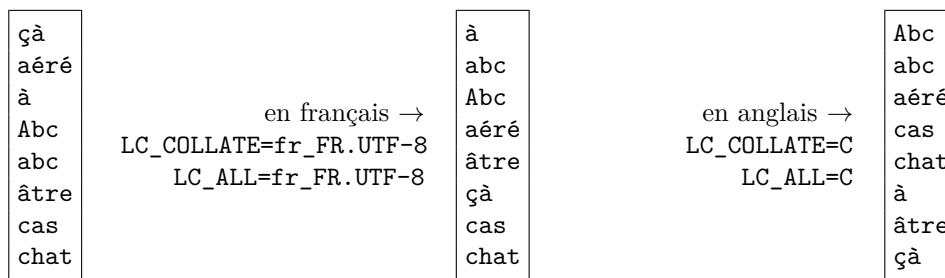 çà
aéré
à
Abc
abc
âtre
cas
chat
en français →
LC_COLLATE=fr_FR.UTF-8
LC_ALL=fr_FR.UTF-8
à
abc
Abc
aéré
âtre
çà
cas
chat
en anglais →
LC_COLLATE=C
LC_ALL=C
Abc
abc
aéré
cas
chat
à
âtre
çà